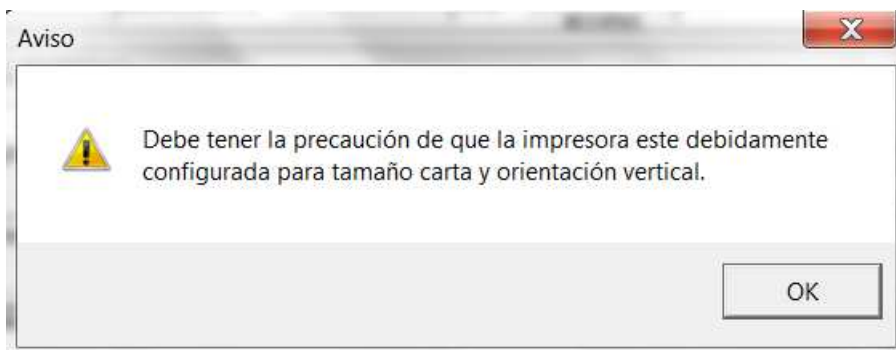 Aviso
Debe tener la precaución de que la impresora este debidamente
configurada para tamaño carta y orientación vertical.
OK